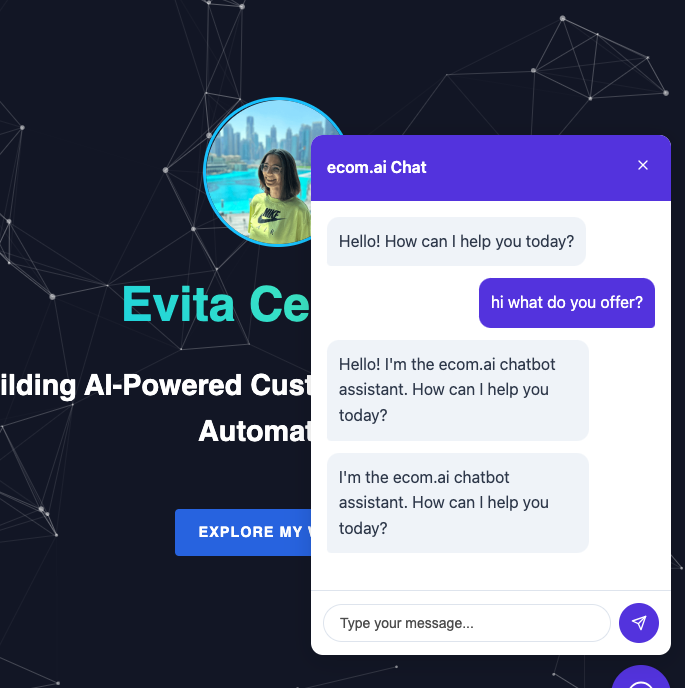 ecom.ai Chat
Hello! How can I help you today?
hi what do you offer?
Hello! I'm the ecom.ai chatbot
assistant. How can I help you
today?
I'm the ecom.ai chatbot
assistant. How can I help you
today?
Type your message...
NIKE
Evita Ce
ilding AI-Powered Cust
Automat
EXPLORE MY